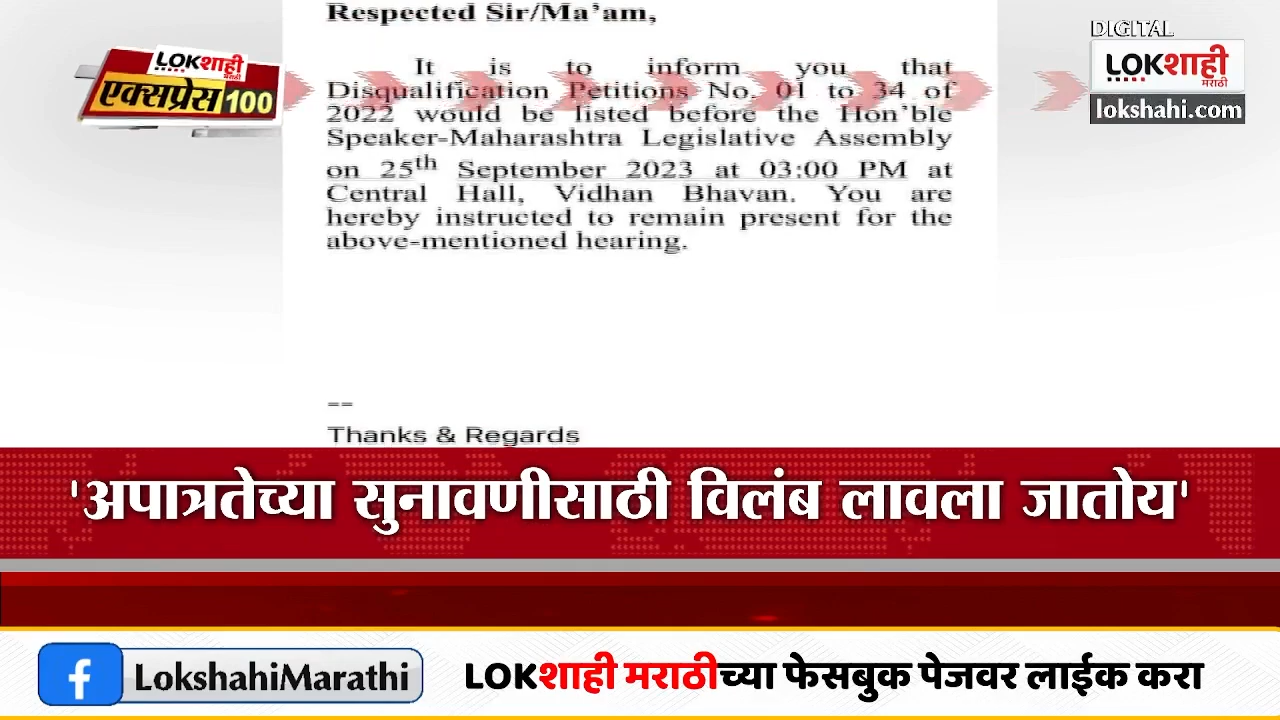 Respected Sir/Ma'am,
It is to inform you that
Disqualification Petitions No. 01 to 34 of
2022 would be listed before the Hon'ble
Speaker-Maharashtra Legislative Assembly
on 25th September 2023 at 03:00 PM at
Central Hall, Vidhan Bhavan. You are
hereby instructed to remain present for the
above-mentioned hearing.
--
Thanks & Regards
LOKशाही
मराठी
एक्सप्रेस 100
DIGITAL
LOKशाही
मराठी
lokshahi.com
'अपात्रतेच्या सुनावणीसाठी विलंब लावला जातोय'
f LokshahiMarathi
LOKशाही मराठीच्या फेसबुक पेजवर लाईक करा